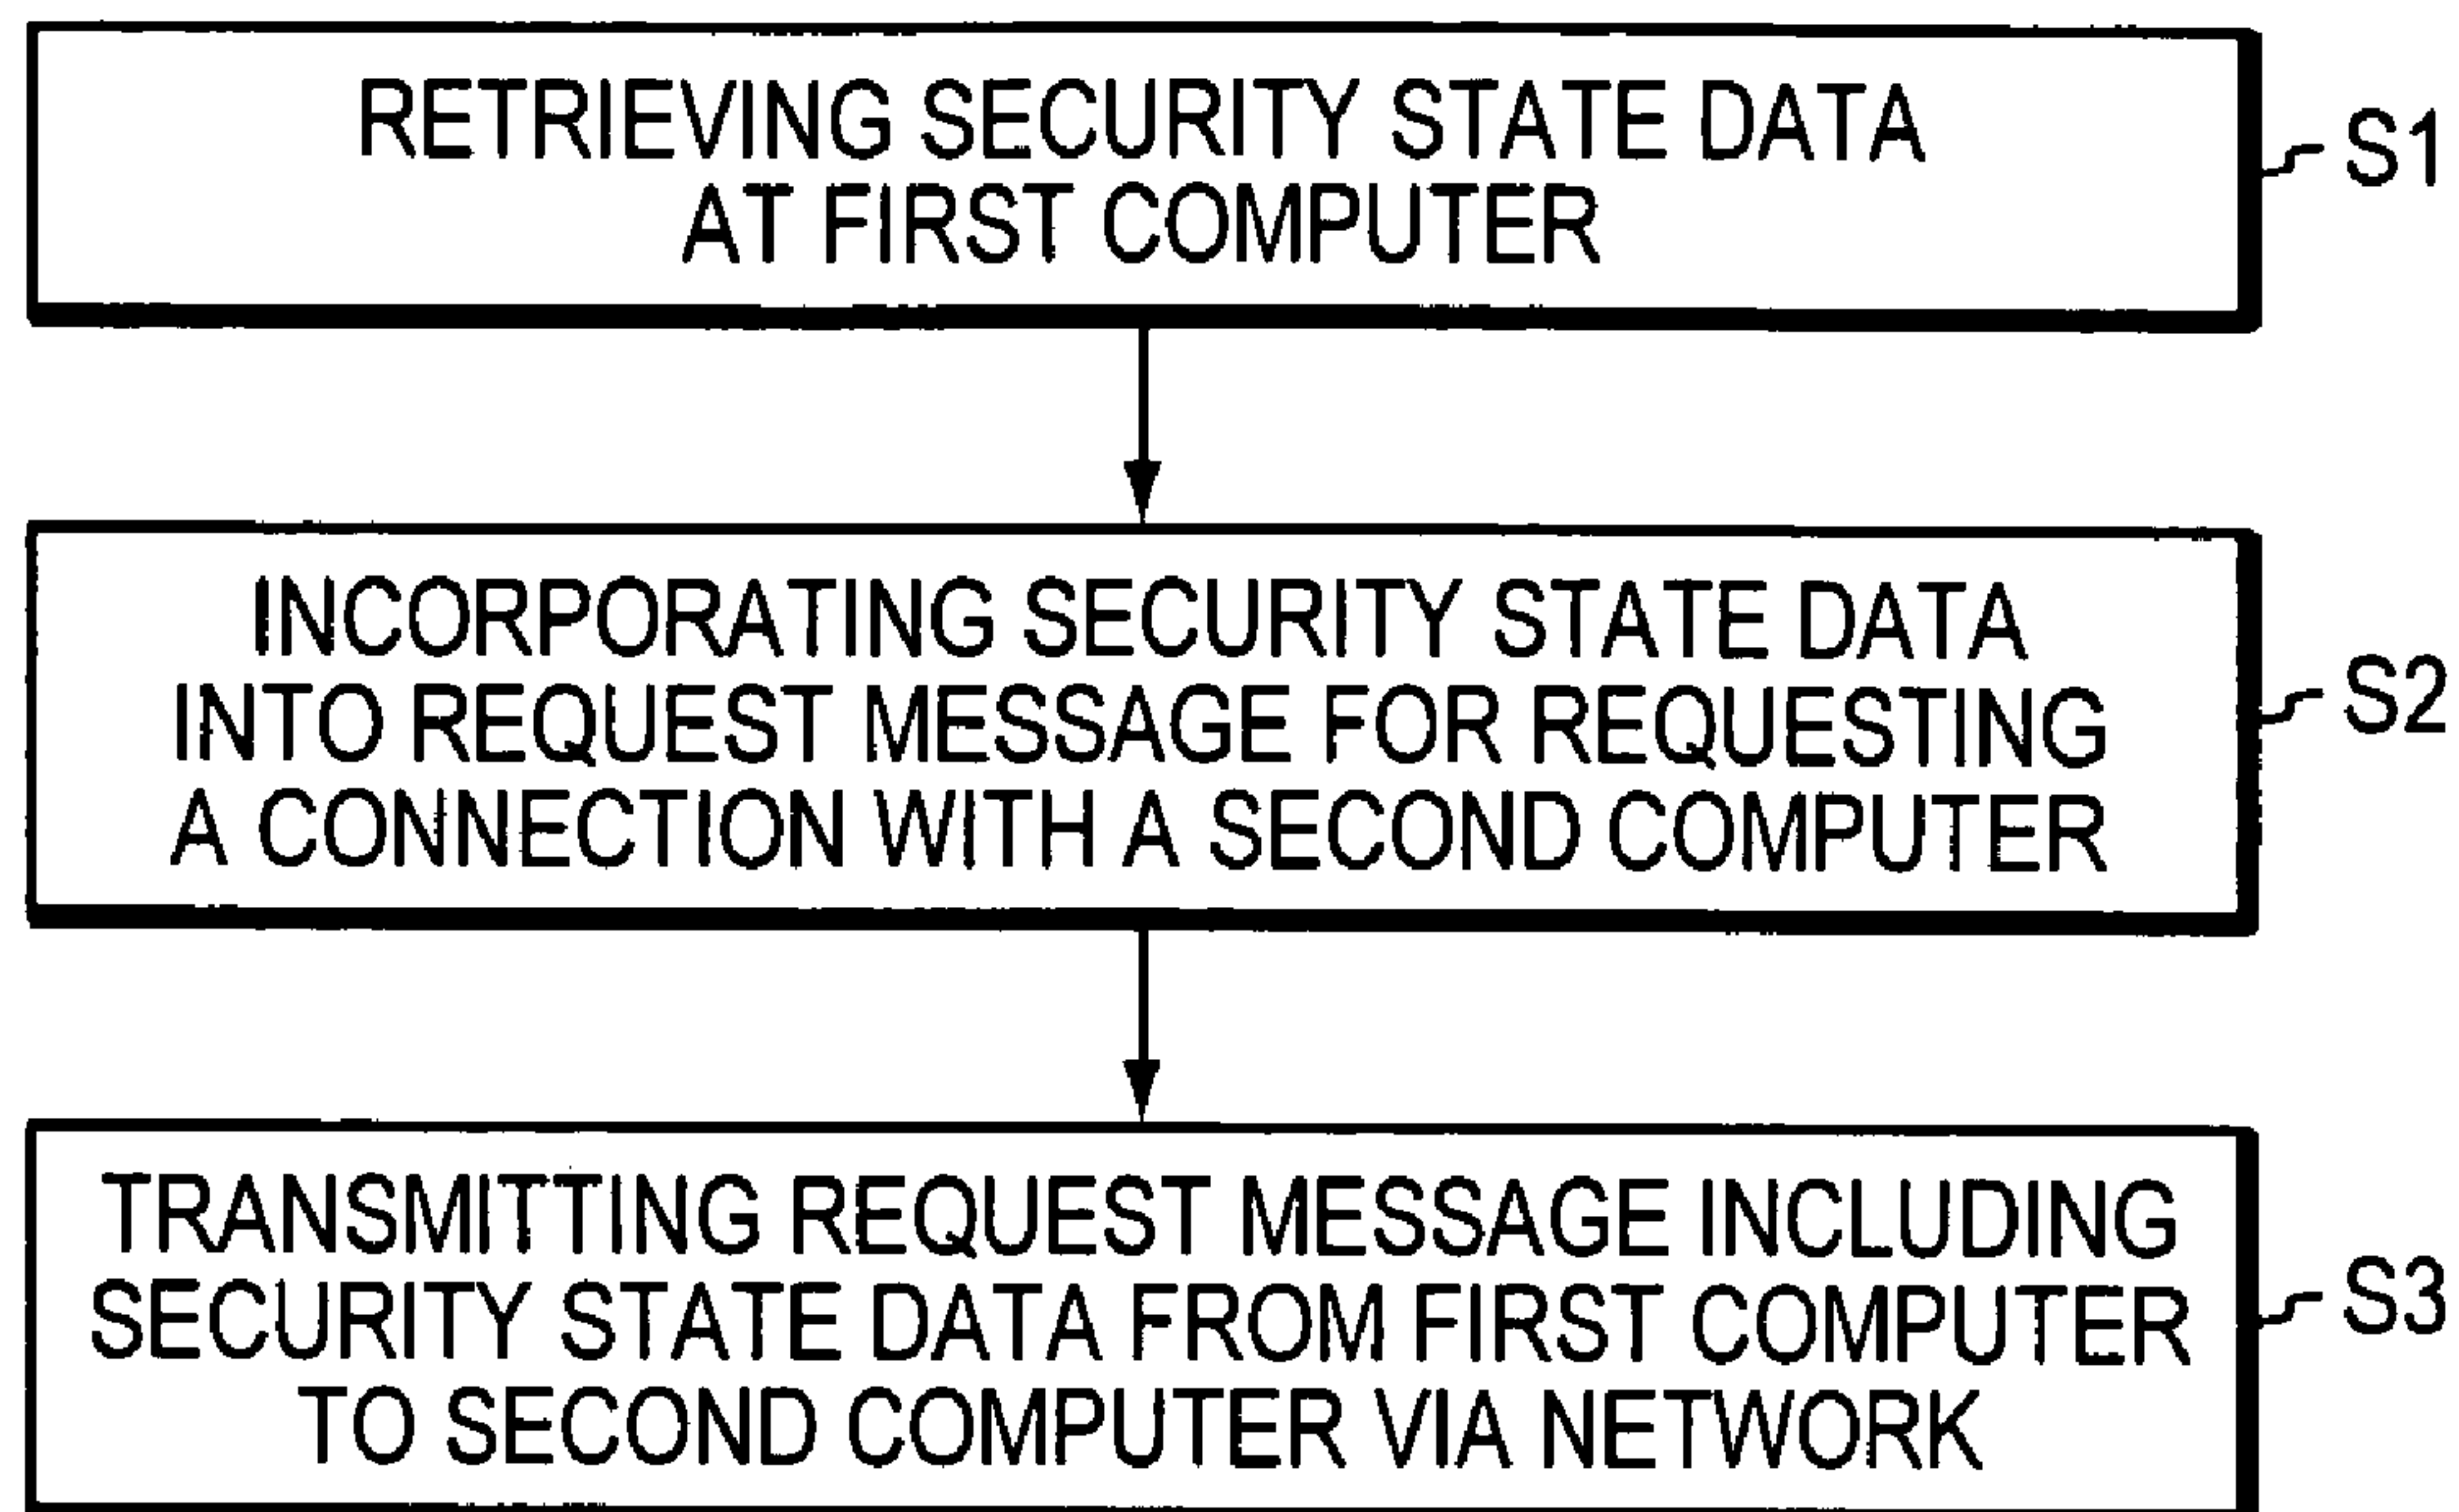 RETRIEVING SECURITY STATE DATA
AT FIRST COMPUTER
S1
INCORPORATING SECURITY STATE DATA
INTO REQUEST MESSAGE FOR REQUESTING
A CONNECTION WITH A SECOND COMPUTER
S2
TRANSMITTING REQUEST MESSAGE INCLUDING
SECURITY STATE DATA FROM FIRST COMPUTER
TO SECOND COMPUTER VIA NETWORK
S3